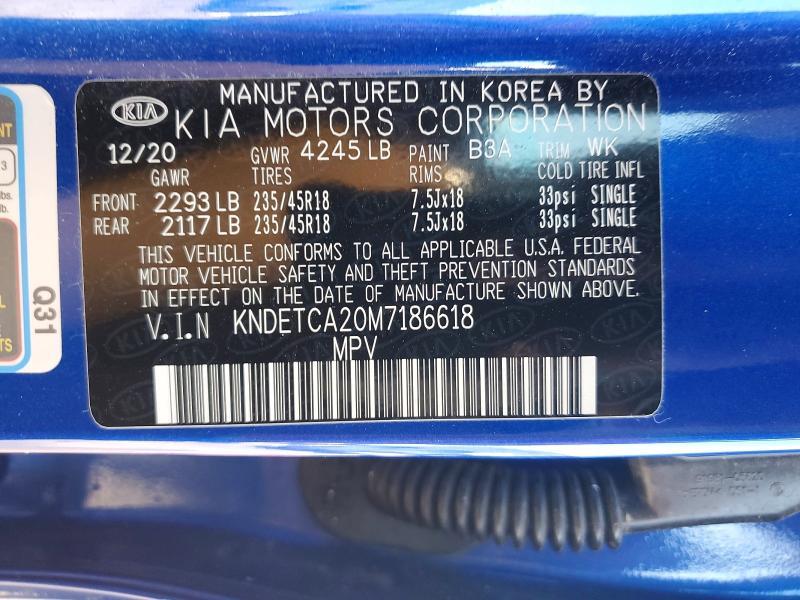 MANUFACTURED IN KOREA BY
KIA KIA MOTORS CORPORATION
12/20 GVWR 4245 LB PAINT B3A TRIM WK
GAWR TIRES RIMS COLD TIRE INFL
FRONT 2293 LB 235/45R18 7.5Jx18 33psi SINGLE
REAR 2117 LB 235/45R18 7.5Jx18 33psi SINGLE
THIS VEHICLE CONFORMS TO ALL APPLICABLE U.S.A. FEDERAL
MOTOR VEHICLE SAFETY AND THEFT PREVENTION STANDARDS
IN EFFECT ON THE DATE OF MANUFACTURE SHOWN ABOVE.
V.I.N KNDETCA20M7186618
MPV
Q31